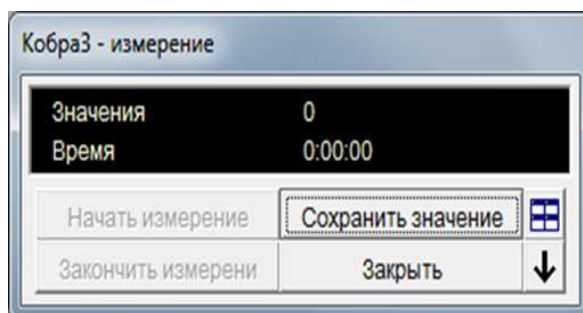 Кобра3 - измерение
Значения 0
Время 0:00:00
Начать измерение Сохранить значение
Закончить измерени Закрыть